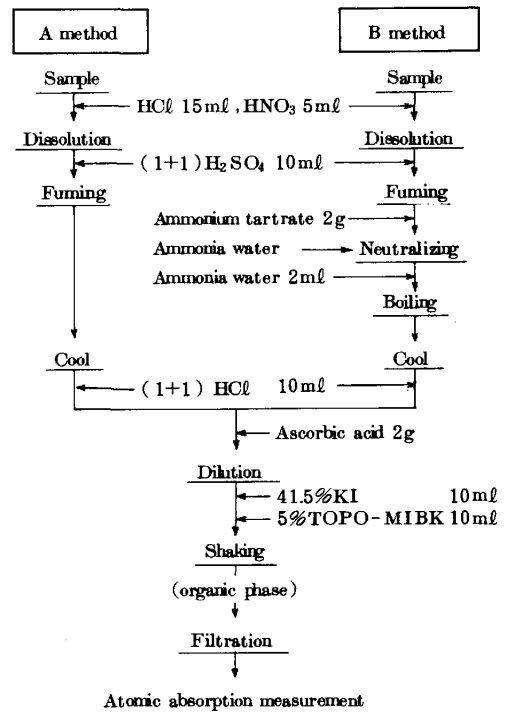 A method
B method
Sample
Sample
HCℓ 15mℓ , HNO₃ 5mℓ
Dissolution
Dissolution
(1+1)H₂SO₄ 10mℓ
Fuming
Fuming
Ammonium tartrate 2g
Ammonia water
Neutralizing
Ammonia water 2mℓ
Boiling
Cool
Cool
(1+1) HCℓ 10mℓ
Ascorbic acid 2g
Dilution
41.5%KI 10mℓ
5%TOPO-MIBK 10mℓ
Shaking
(organic phase)
Filtration
Atomic absorption measurement